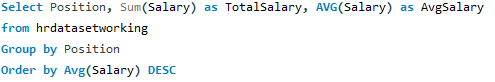 Select Position, Sum(Salary) as TotalSalary, AVG(Salary) as AvgSalary
from hrdatasetworking
Group by Position
Order by Avg(Salary) DESC